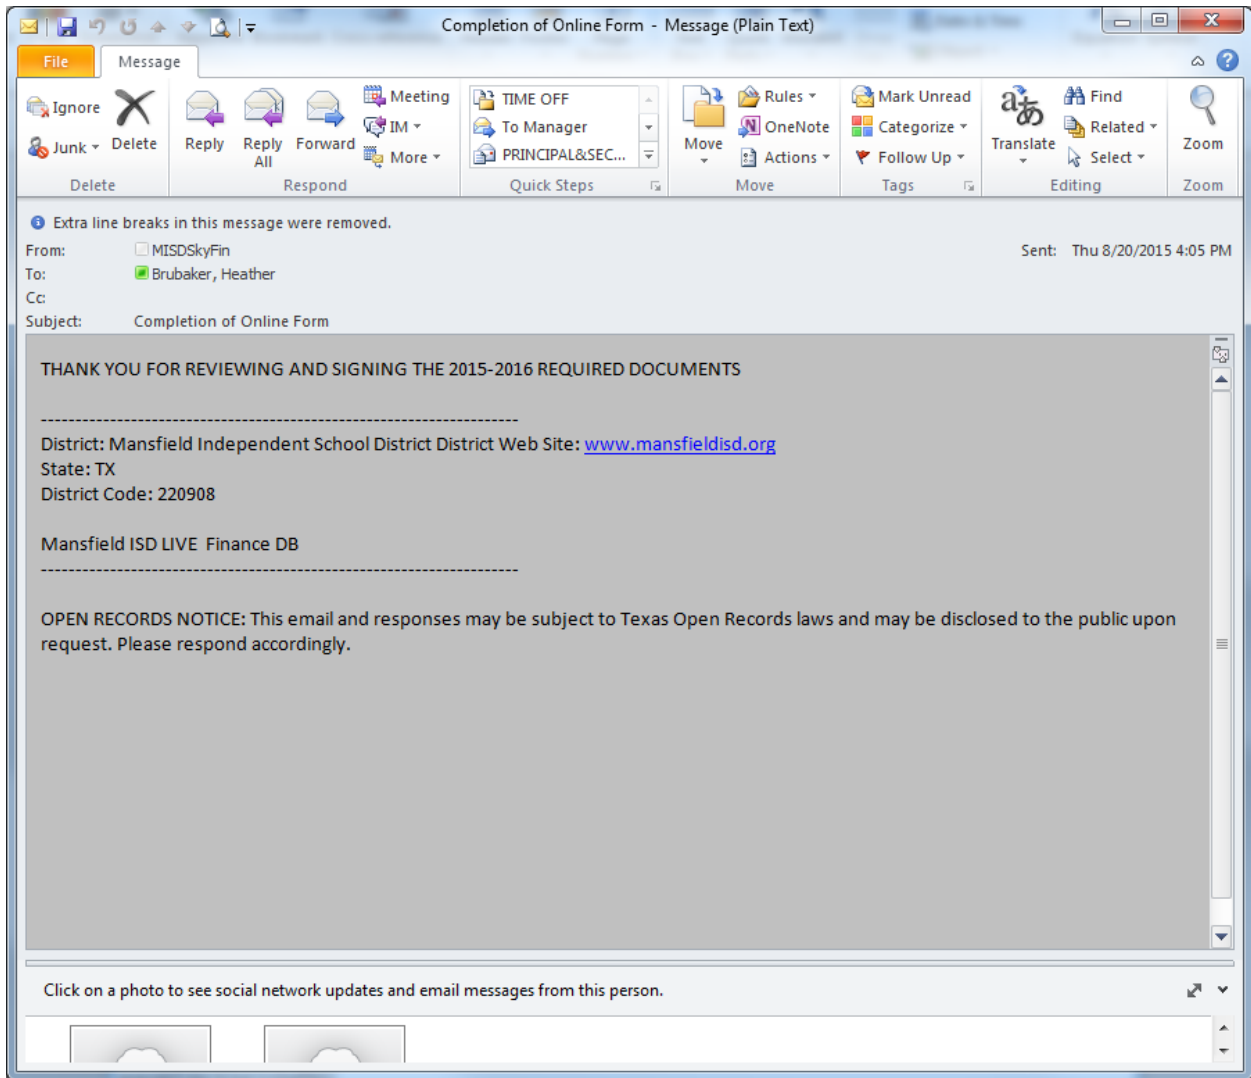 Completion of Online Form - Message (Plain Text)
File Message
Ignore
Junk
Delete
Reply
Reply All
Forward
Meeting
IM
More
TIME OFF
To Manager
PRINCIPAL&SEC...
Move
Rules
OneNote
Actions
Mark Unread
Categorize
Follow Up
Translate
Find
Related
Select
Zoom
Delete Respond Quick Steps Move Tags Editing Zoom
Extra line breaks in this message were removed.
From: MISDSkyFin Sent: Thu 8/20/2015 4:05 PM
To: Brubaker, Heather
Cc:
Subject: Completion of Online Form
THANK YOU FOR REVIEWING AND SIGNING THE 2015-2016 REQUIRED DOCUMENTS
----------------------------------------------------------------------
District: Mansfield Independent School District District Web Site: www.mansfieldisd.org
State: TX
District Code: 220908
Mansfield ISD LIVE Finance DB
----------------------------------------------------------------------
OPEN RECORDS NOTICE: This email and responses may be subject to Texas Open Records laws and may be disclosed to the public upon
request. Please respond accordingly.
Click on a photo to see social network updates and email messages from this person.